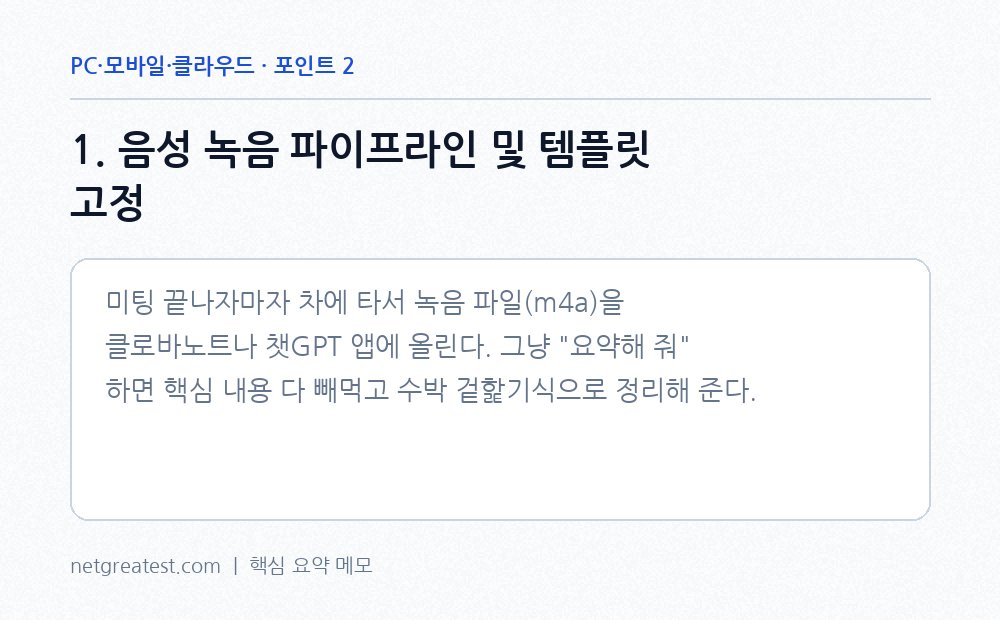 PC·모바일·클라우드 · 포인트 2
1. 음성 녹음 파이프라인 및 템플릿
고정
미팅 끝나자마자 차에 타서 녹음 파일(m4a)을
클로바노트나 챗GPT 앱에 올린다. 그냥 "요약해 줘"
하면 핵심 내용 다 빼먹고 수박 겉핥기식으로 정리해 준다.
netgreatest.com | 핵심 요약 메모